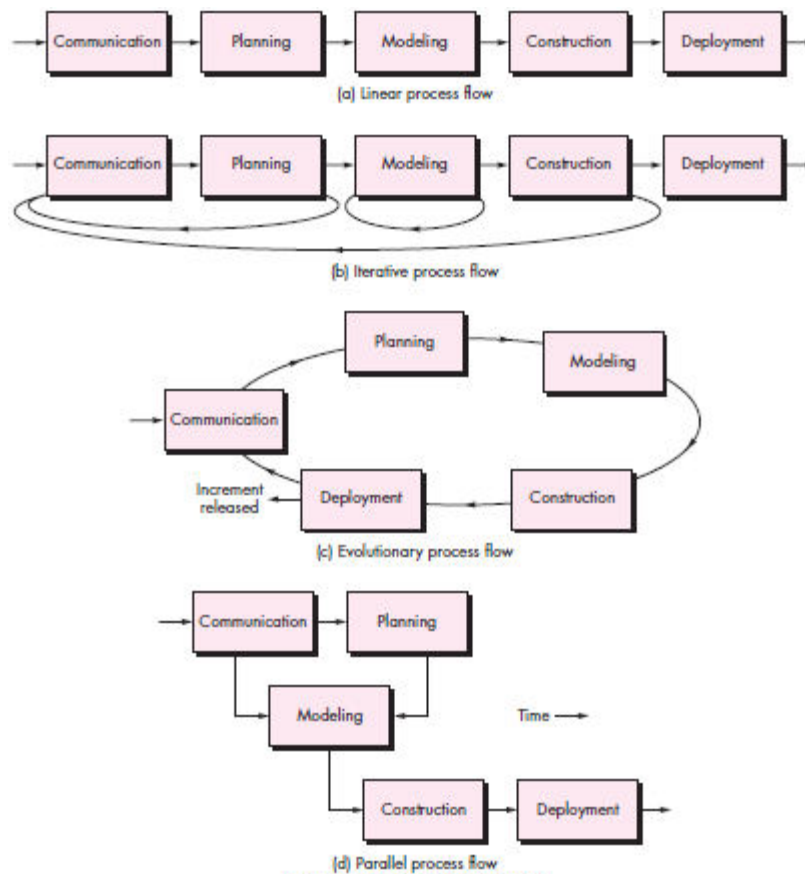 Communication Planning Modeling Construction Deployment
(a) Linear process flow
Communication Planning Modeling Construction Deployment
(b) Iterative process flow
Planning
Modeling
Communication
Increment
released
Deployment
Construction
(c) Evolutionary process flow
Communication Planning
Modeling
Time
Construction Deployment
(d) Parallel process flow